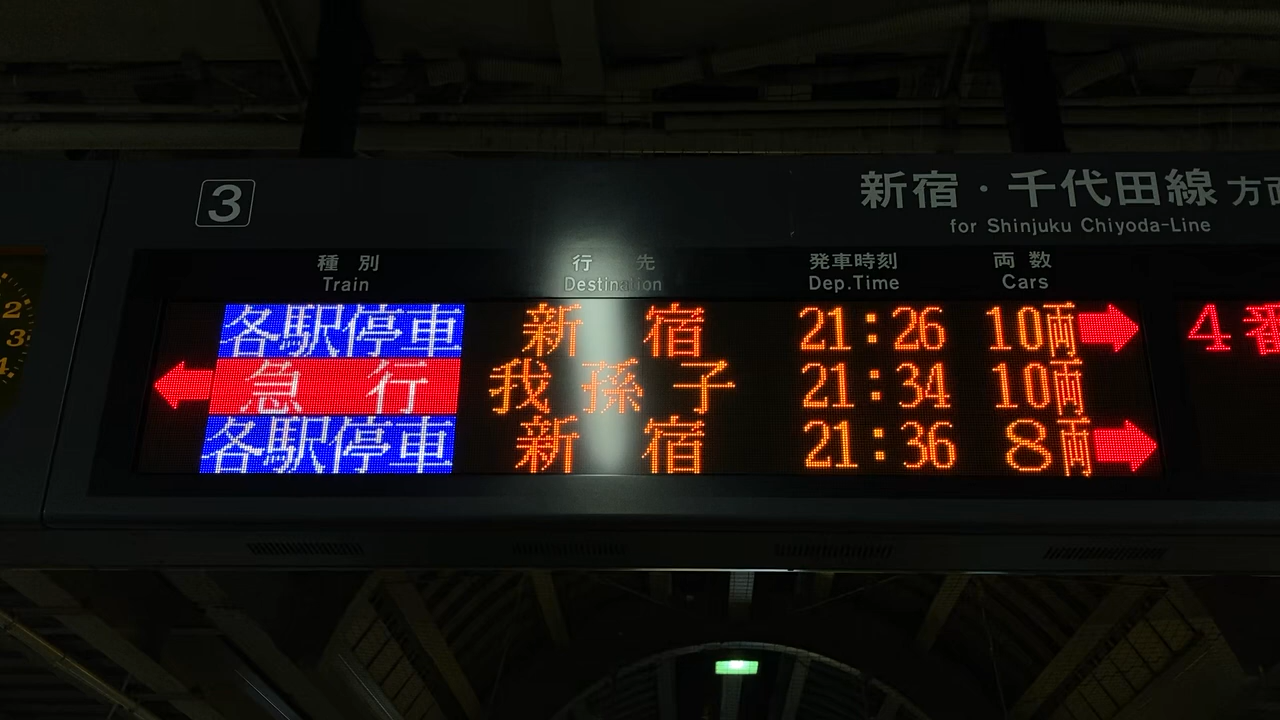 3
新宿・千代田線 方面
for Shinjuku Chiyoda-Line
種別 行先 発車時刻 両数
Train Destination Dep.Time Cars
各駅停車 新宿 21:26 10両 4番
急行 我孫子 21:34 10両
各駅停車 新宿 21:36 8両
2
3
4